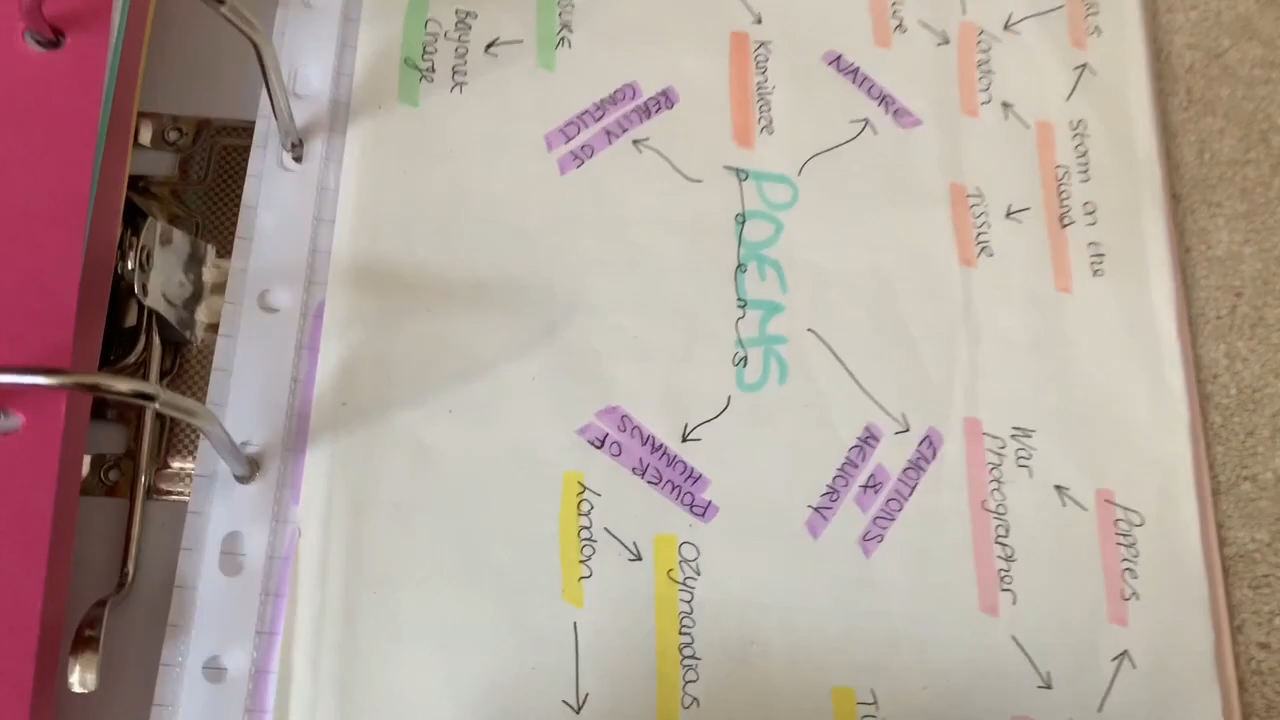 Storm on the
Island
Poppies
London
Tissue
War
Photographer
NATURE
EMOTIONS
&
MEMORY
Kamikaze
POEMS
poems
REALITY OF
CONFLICT
POWER OF
HUMANS
Ozymandias
London
Bayonet
Charge